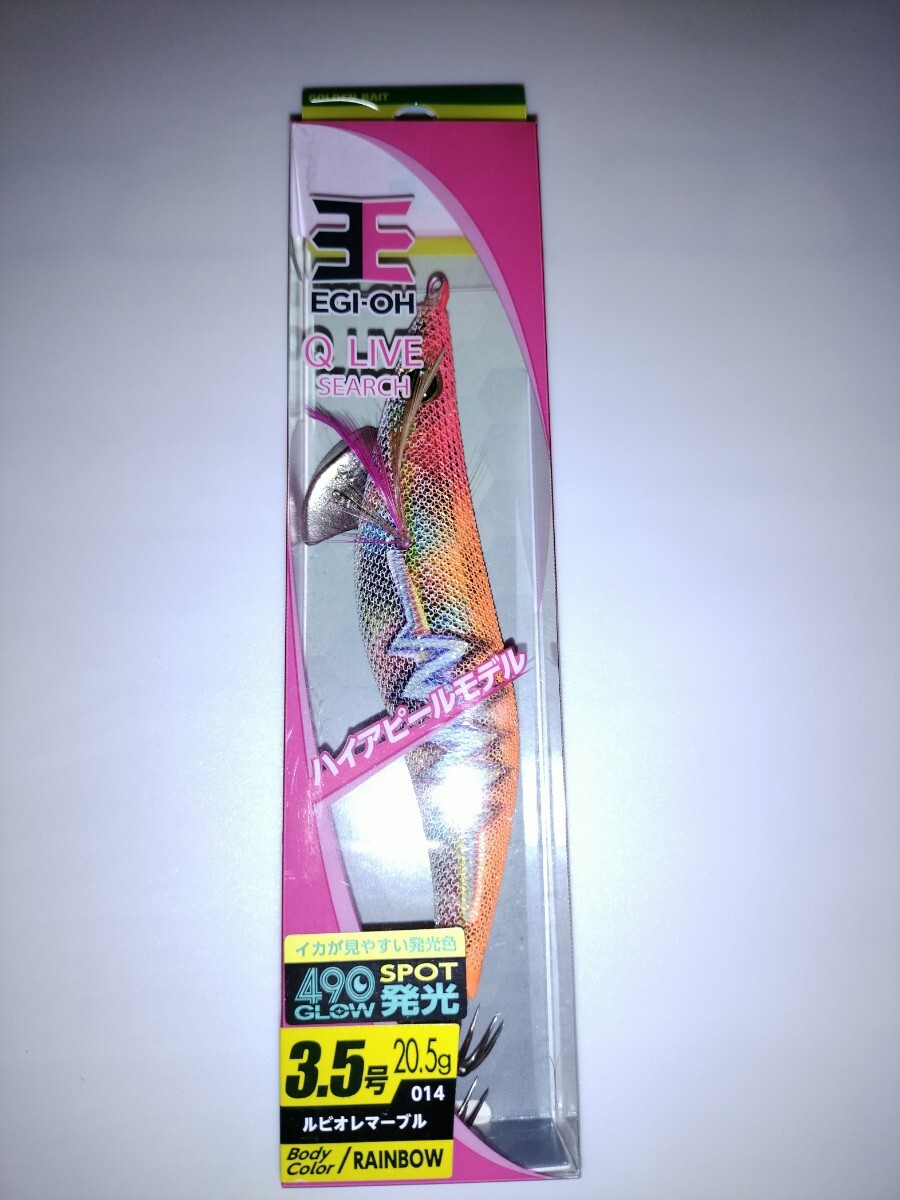 GOLDEN BAIT
王
EGI-OH
Q LIVE
SEARCH
ハイアピールモデル
イカが見やすい発光色
490 SPOT
GLOW 発光
3.5号 20.5g
014
ルビオレマーブル
Body Color / RAINBOW